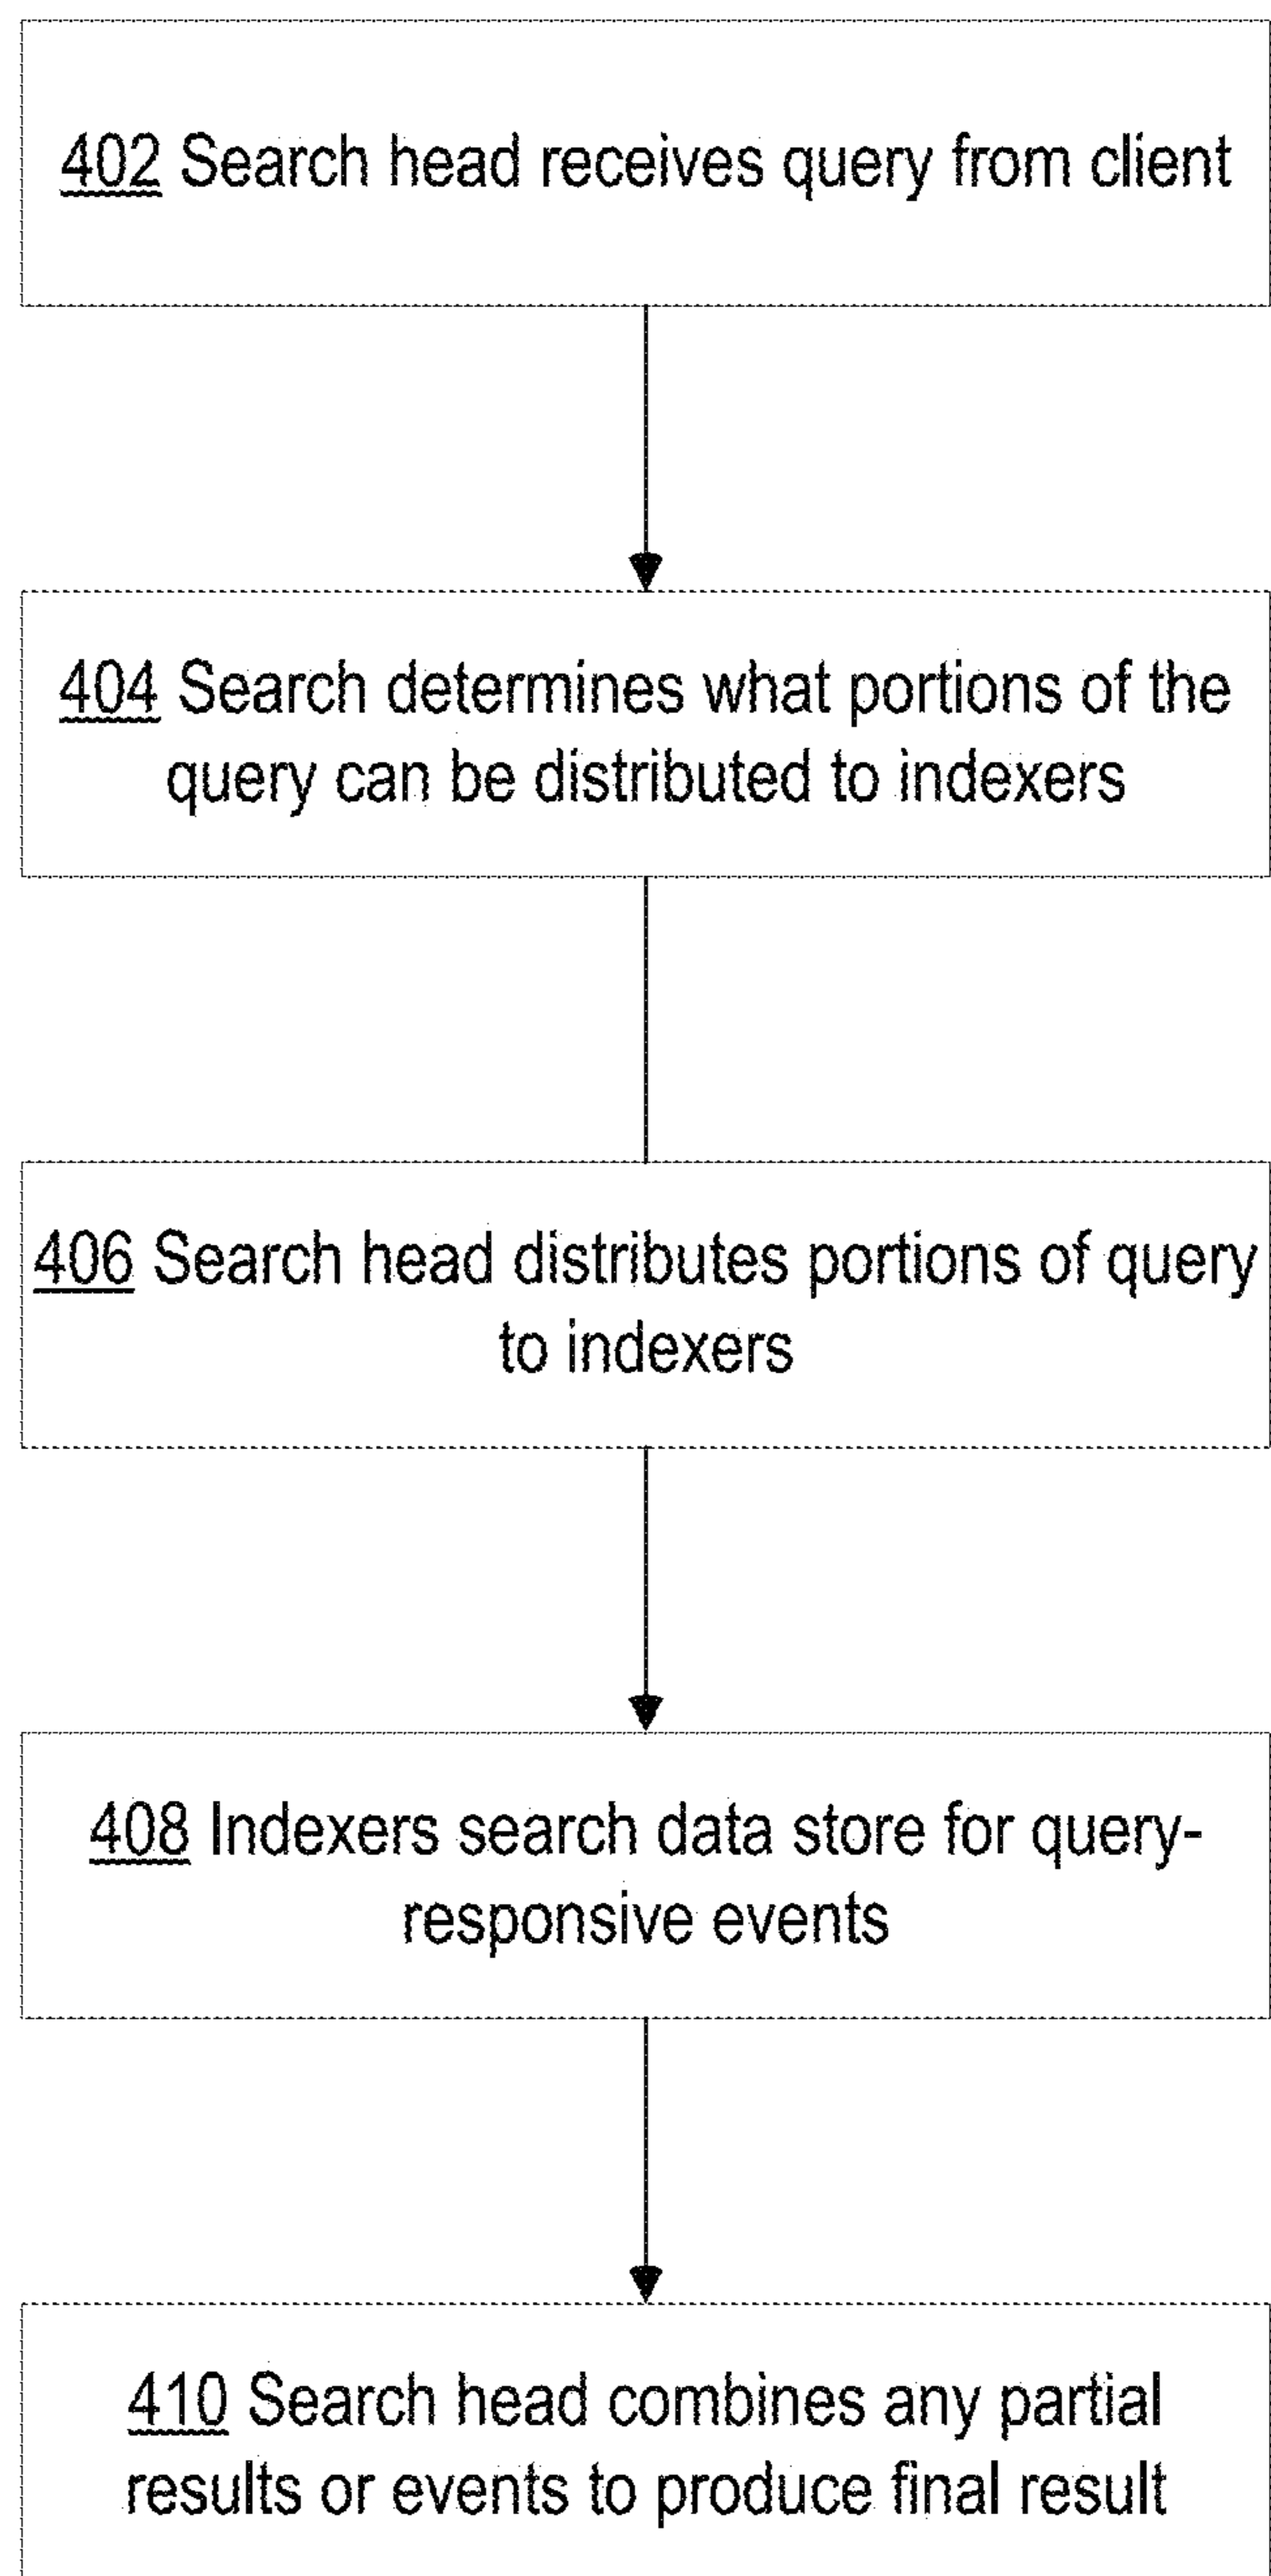 402 Search head receives query from client
404 Search determines what portions of the
query can be distributed to indexers
406 Search head distributes portions of query
to indexers
408 Indexers search data store for query-
responsive events
410 Search head combines any partial
results or events to produce final result